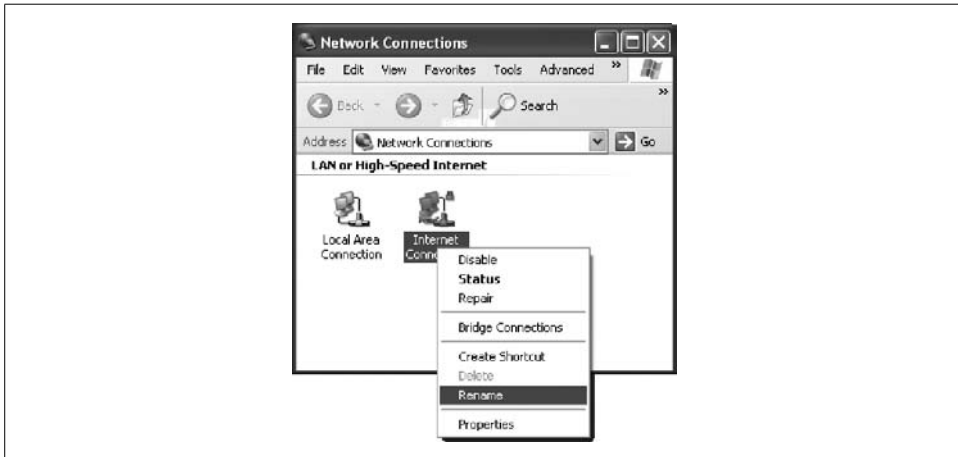 Network Connections
File Edit View Favorites Tools Advanced »
Back Search »
Address Network Connections Go
LAN or High-Speed Internet
Local Area
Connection
Internet
Disable
Status
Repair
Bridge Connections
Create Shortcut
Delete
Rename
Properties